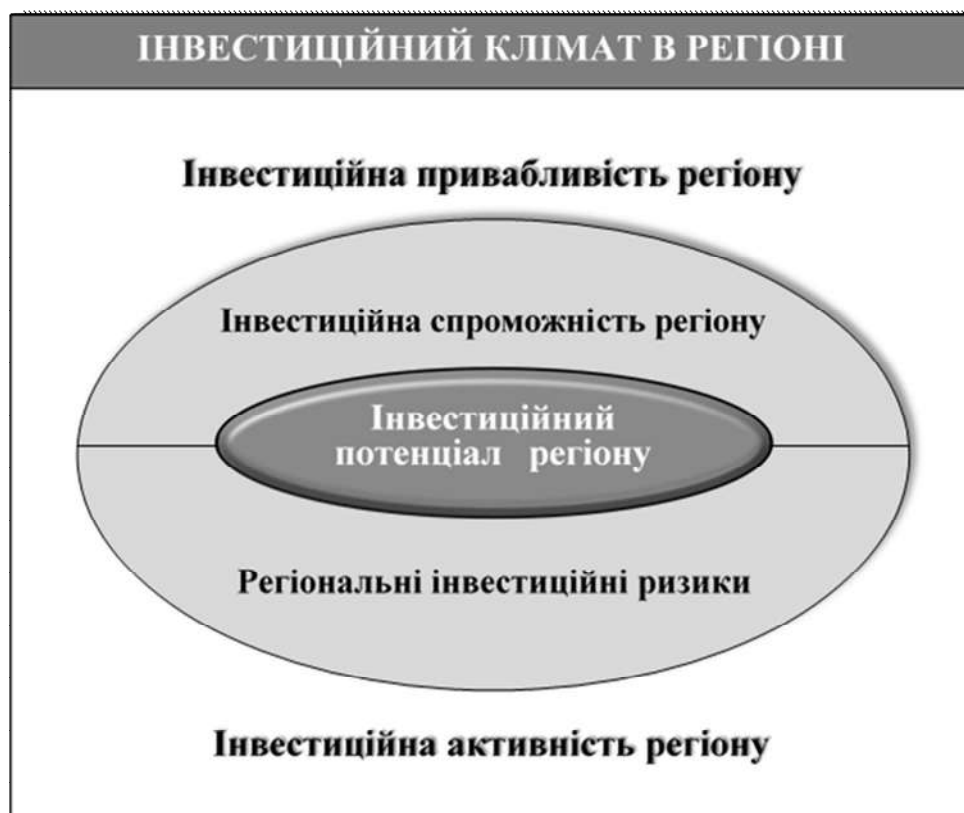 ІНВЕСТИЦІЙНИЙ КЛІМАТ В РЕГІОНІ
Інвестиційна привабливість регіону
Інвестиційна спроможність регіону
Інвестиційний
потенціал регіону
Регіональні інвестиційні ризики
Інвестиційна активність регіону